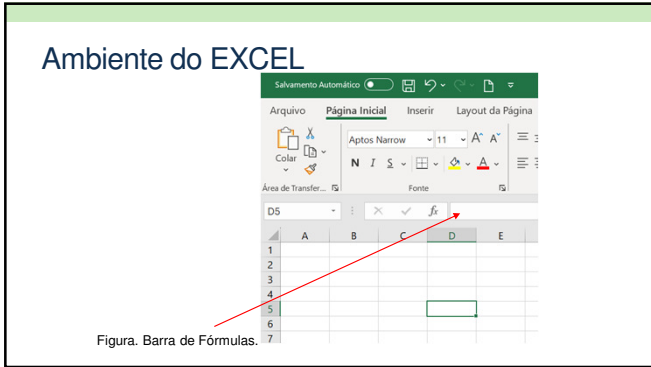 Ambiente do EXCEL
Salvamento Automático
Arquivo Página Inicial Inserir Layout da Página
Colar
Aptos Narrow 11 A A
N I S A
Área de Transfer... Fonte
D5 fx
A B C D E
1
2
3
4
5
6
7
Figura. Barra de Fórmulas.